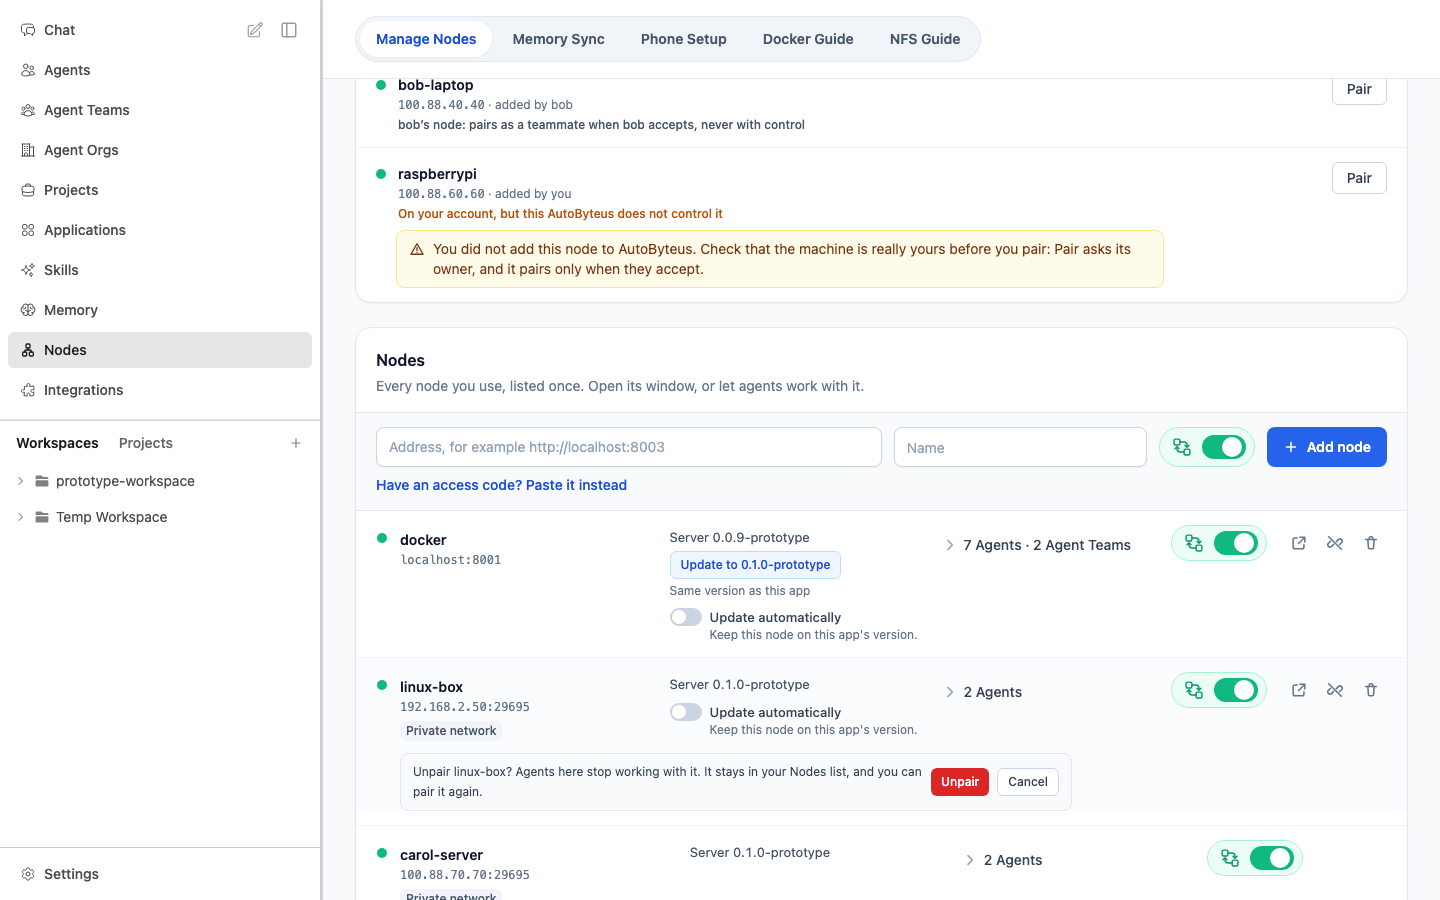 Chat
Agents
Agent Teams
Agent Orgs
Projects
Applications
Skills
Memory
Nodes
Integrations
Workspaces
Projects
prototype-workspace
Temp Workspace
Settings
Manage Nodes
Memory Sync
Phone Setup
Docker Guide
NFS Guide
bob-laptop
100.88.40.40 · added by bob
bob’s node: pairs as a teammate when bob accepts, never with control
Pair
raspberrypi
100.88.60.60 · added by you
On your account, but this AutoByteus does not control it
Pair
You did not add this node to AutoByteus. Check that the machine is really yours before you pair: Pair asks its
owner, and it pairs only when they accept.
Nodes
Every node you use, listed once. Open its window, or let agents work with it.
Address, for example http://localhost:8003
Name
Add node
Have an access code? Paste it instead
docker
localhost:8001
Server 0.0.9-prototype
Update to 0.1.0-prototype
Same version as this app
Update automatically
Keep this node on this app's version.
7 Agents · 2 Agent Teams
linux-box
192.168.2.50:29695
Private network
Server 0.1.0-prototype
Update automatically
Keep this node on this app's version.
2 Agents
Unpair linux-box? Agents here stop working with it. It stays in your Nodes list, and you can
pair it again.
Unpair
Cancel
carol-server
100.88.70.70:29695
Private network
Server 0.1.0-prototype
2 Agents